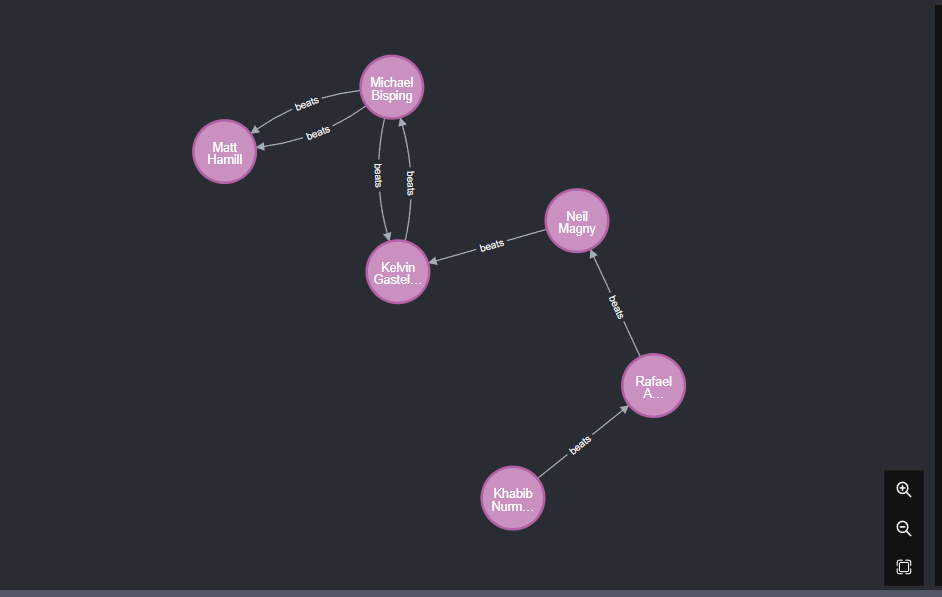 Michael
Bisping
beats
beats
Matt
Hamill
beats
beats
Neil
Magny
beats
Kelvin
Gastel...
beats
Rafael
A...
beats
Khabib
Nurm...